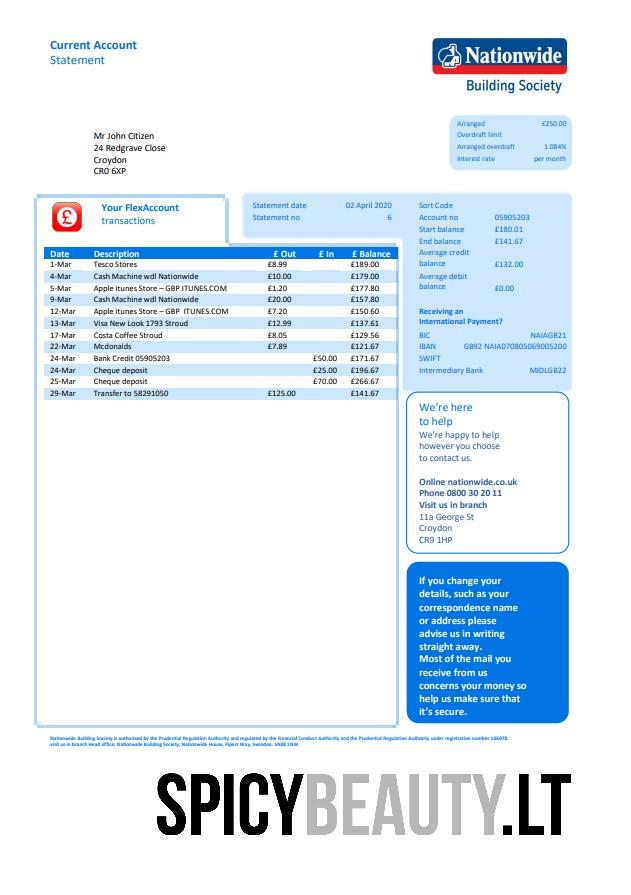 Current Account
Statement
Nationwide
Building Society
Arranged Overdraft limit £250.00
Arranged overdraft 1.084%
Interest rate per month
Mr John Citizen
24 Redgrave Close
Croydon
CR0 6XP
Your FlexAccount
transactions
Statement date 02 April 2020
Statement no 6
Sort Code
Account no 05905203
Start balance £180.01
End balance £141.67
Average credit balance £132.00
Average debit balance £0.00
Receiving an
International Payment?
BIC NAIAGB21
IBAN GB92 NAIA070805069005200
SWIFT
Intermediary Bank MIDLGB22
Date Description £ Out £ In £ Balance
1-Mar Tesco Stores £8.99 £189.00
4-Mar Cash Machine wdl Nationwide £10.00 £179.00
5-Mar Apple itunes Store – GBP ITUNES.COM £1.20 £177.80
9-Mar Cash Machine wdl Nationwide £20.00 £157.80
12-Mar Apple itunes Store – GBP ITUNES.COM £7.20 £150.60
13-Mar Visa New Look 1793 Stroud £12.99 £137.61
17-Mar Costa Coffee Stroud £8.05 £129.56
22-Mar Mcdonalds £7.89 £121.67
24-Mar Bank Credit 05905203 £50.00 £171.67
24-Mar Cheque deposit £25.00 £196.67
25-Mar Cheque deposit £70.00 £266.67
29-Mar Transfer to 58291050 £125.00 £141.67
We're here
to help
We're happy to help
however you choose
to contact us.
Online nationwide.co.uk
Phone 0800 30 20 11
Visit us in branch
11a George St
Croydon
CR9 1HP
If you change your
details, such as your
correspondence name
or address please
advise us in writing
straight away.
Most of the mail you
receive from us
concerns your money so
help us make sure that
it's secure.
Nationwide Building Society is authorised by the Prudential Regulation Authority and regulated by the Financial Conduct Authority and the Prudential Regulation Authority under registration number 106078.
visit us in branch Head office: Nationwide Building Society, Nationwide House, Pipers Way, Swindon. SN38 1NW
SPICYBEAUTY.LT